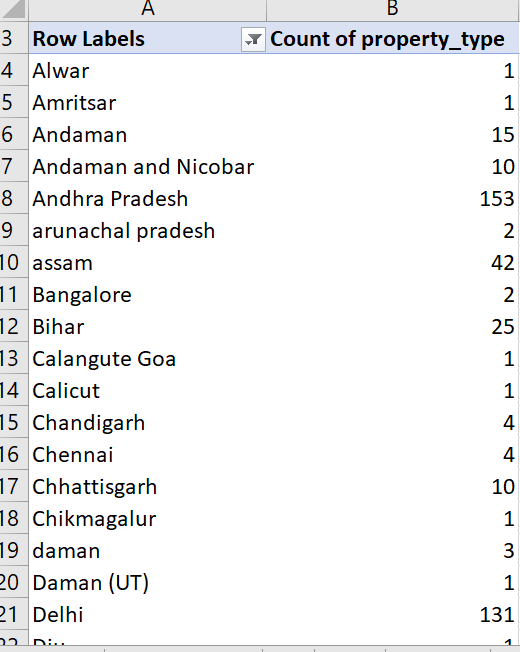 A B
3 Row Labels Count of property_type
4 Alwar 1
5 Amritsar 1
6 Andaman 15
7 Andaman and Nicobar 10
8 Andhra Pradesh 153
9 arunachal pradesh 2
10 assam 42
11 Bangalore 2
12 Bihar 25
13 Calangute Goa 1
14 Calicut 1
15 Chandigarh 4
16 Chennai 4
17 Chhattisgarh 10
18 Chikmagalur 1
19 daman 3
20 Daman (UT) 1
21 Delhi 131
22 1